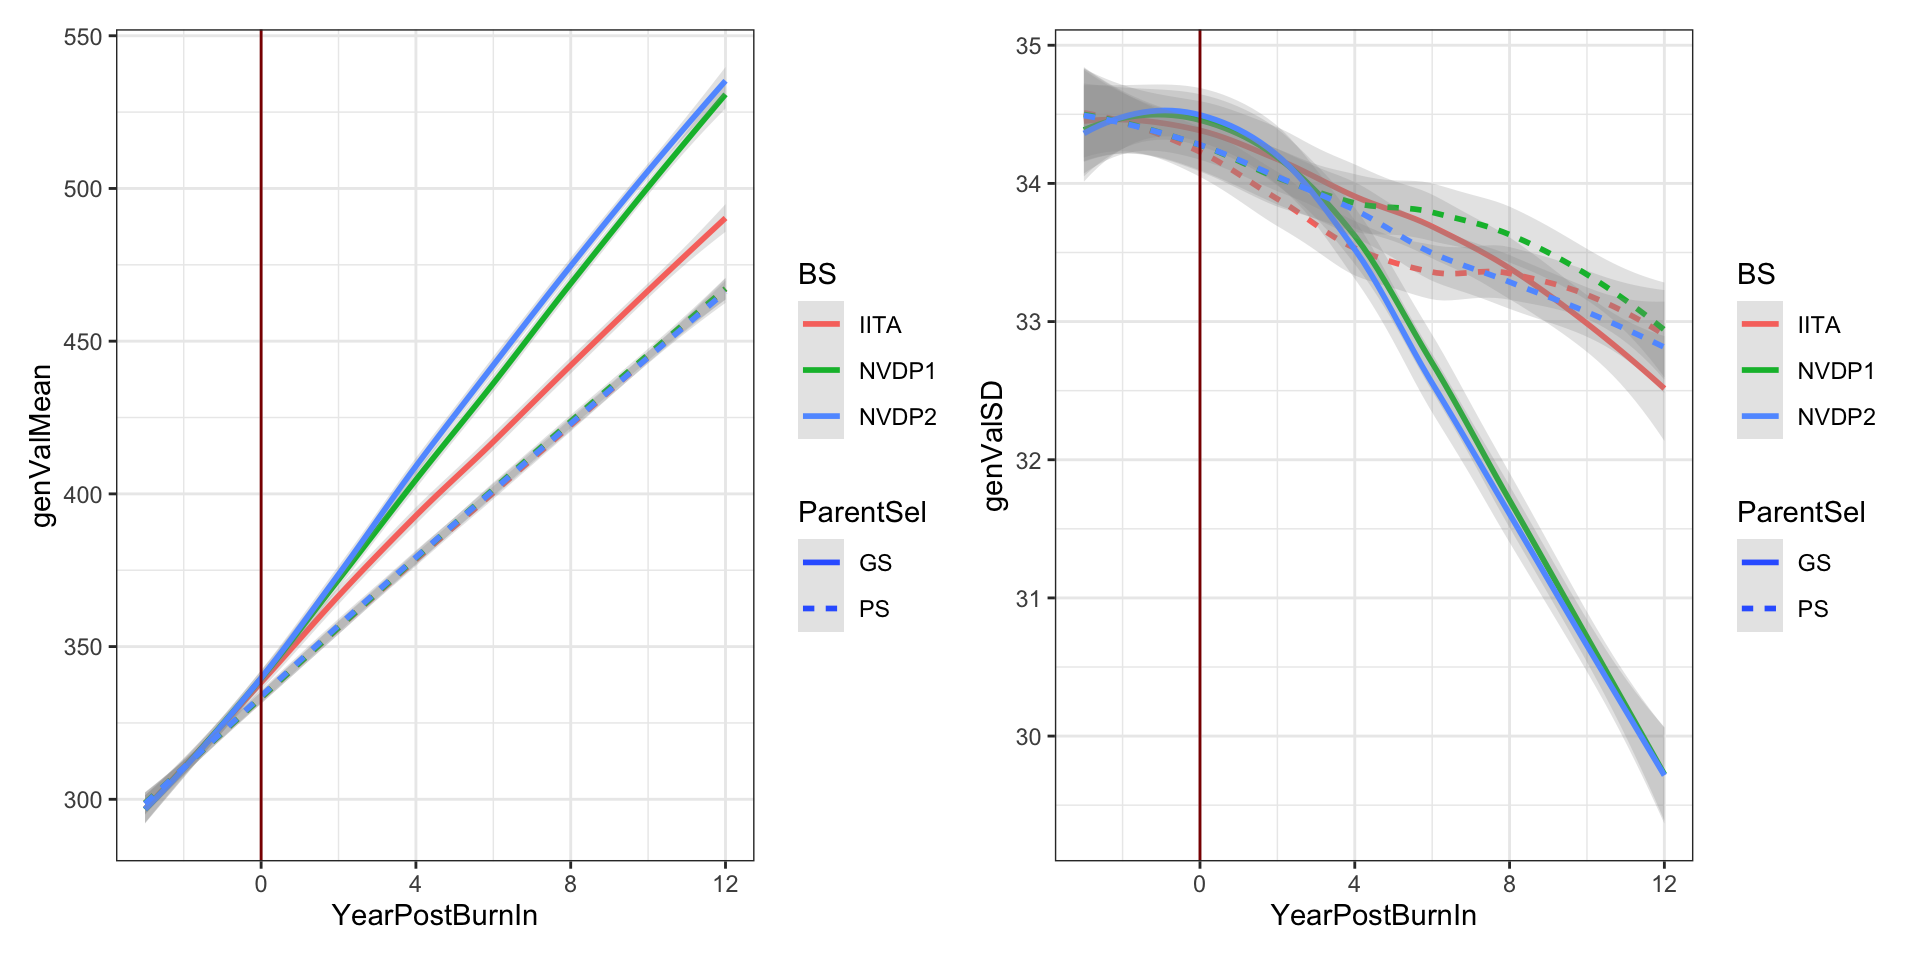 550
500
450
400
350
300
genValMean
0
4
8
12
YearPostBurnIn
BS
IITA
NVDP1
NVDP2
ParentSel
GS
PS
35
34
33
32
31
30
genValSD
0
4
8
12
YearPostBurnIn
BS
IITA
NVDP1
NVDP2
ParentSel
GS
PS